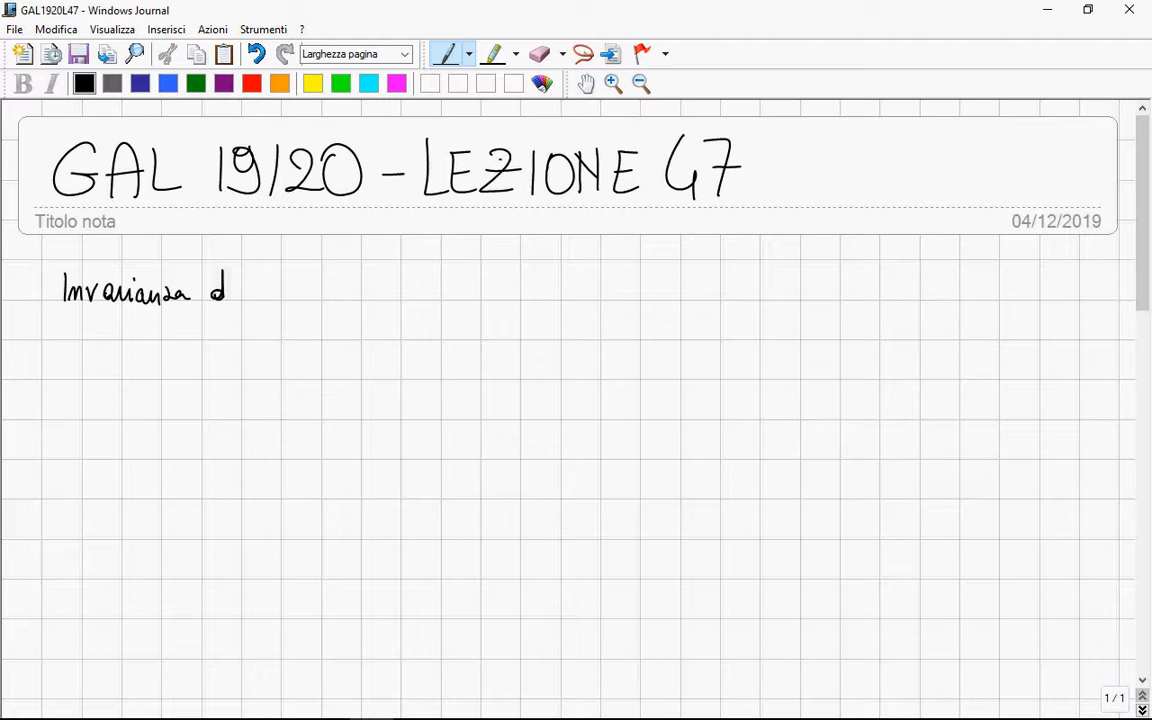 GAL1920L47 - Windows Journal
File Modifica Visualizza Inserisci Azioni Strumenti ?
Larghezza pagina
B I
GAL 19/20 - LEZIONE 47
Titolo nota 04/12/2019
Invarianza d
1 / 1